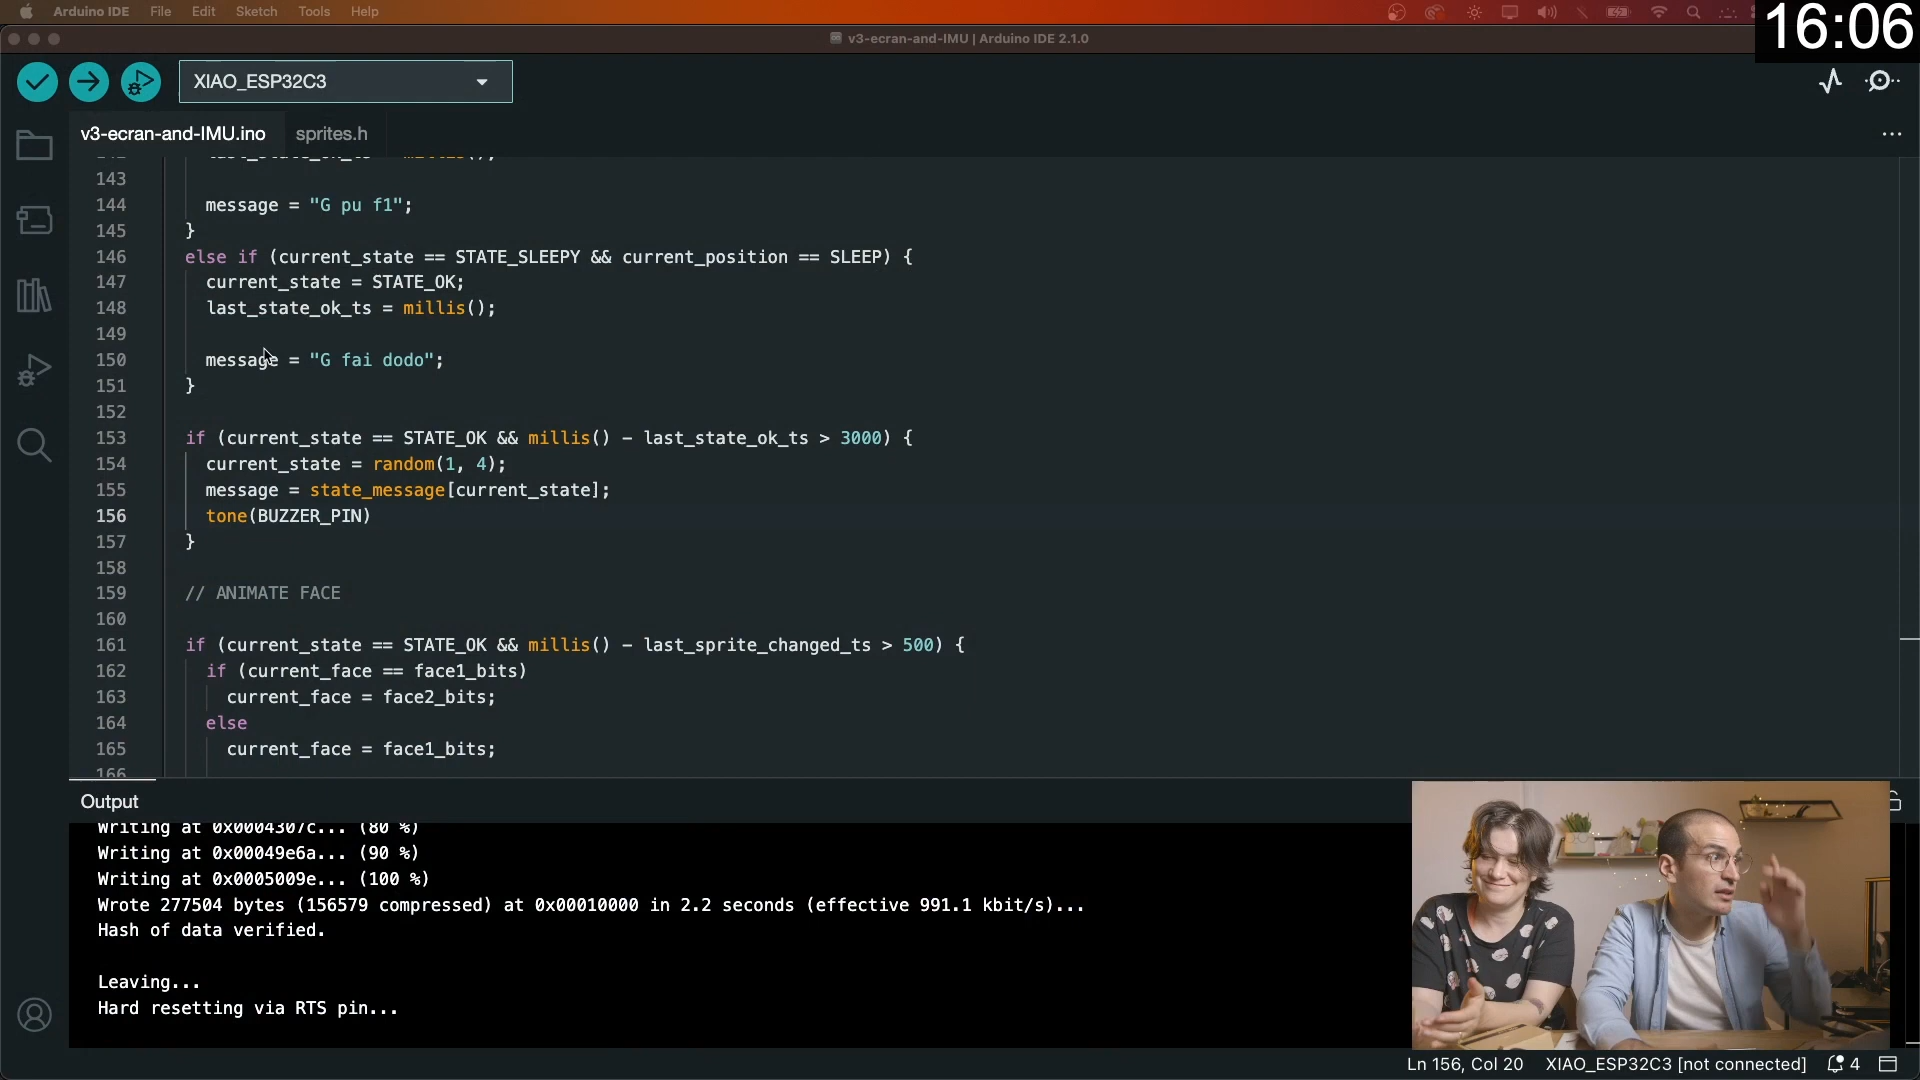 Arduino IDE File Edit Sketch Tools Help
16:06
v3-ecran-and-IMU | Arduino IDE 2.1.0
XIAO_ESP32C3
v3-ecran-and-IMU.ino sprites.h
143
144 message = "G pu f1";
145 }
146 else if (current_state == STATE_SLEEPY && current_position == SLEEP) {
147 current_state = STATE_OK;
148 last_state_ok_ts = millis();
149
150 message = "G fai dodo";
151 }
152
153 if (current_state == STATE_OK && millis() - last_state_ok_ts > 3000) {
154 current_state = random(1, 4);
155 message = state_message[current_state];
156 tone(BUZZER_PIN)
157 }
158
159 // ANIMATE FACE
160
161 if (current_state == STATE_OK && millis() - last_sprite_changed_ts > 500) {
162 if (current_face == face1_bits)
163 current_face = face2_bits;
164 else
165 current_face = face1_bits;
166
Output
Writing at 0x0004307c... (80 %)
Writing at 0x00049e6a... (90 %)
Writing at 0x0005009e... (100 %)
Wrote 277504 bytes (156579 compressed) at 0x00010000 in 2.2 seconds (effective 991.1 kbit/s)...
Hash of data verified.
Leaving...
Hard resetting via RTS pin...
Ln 156, Col 20 XIAO_ESP32C3 [not connected] 4